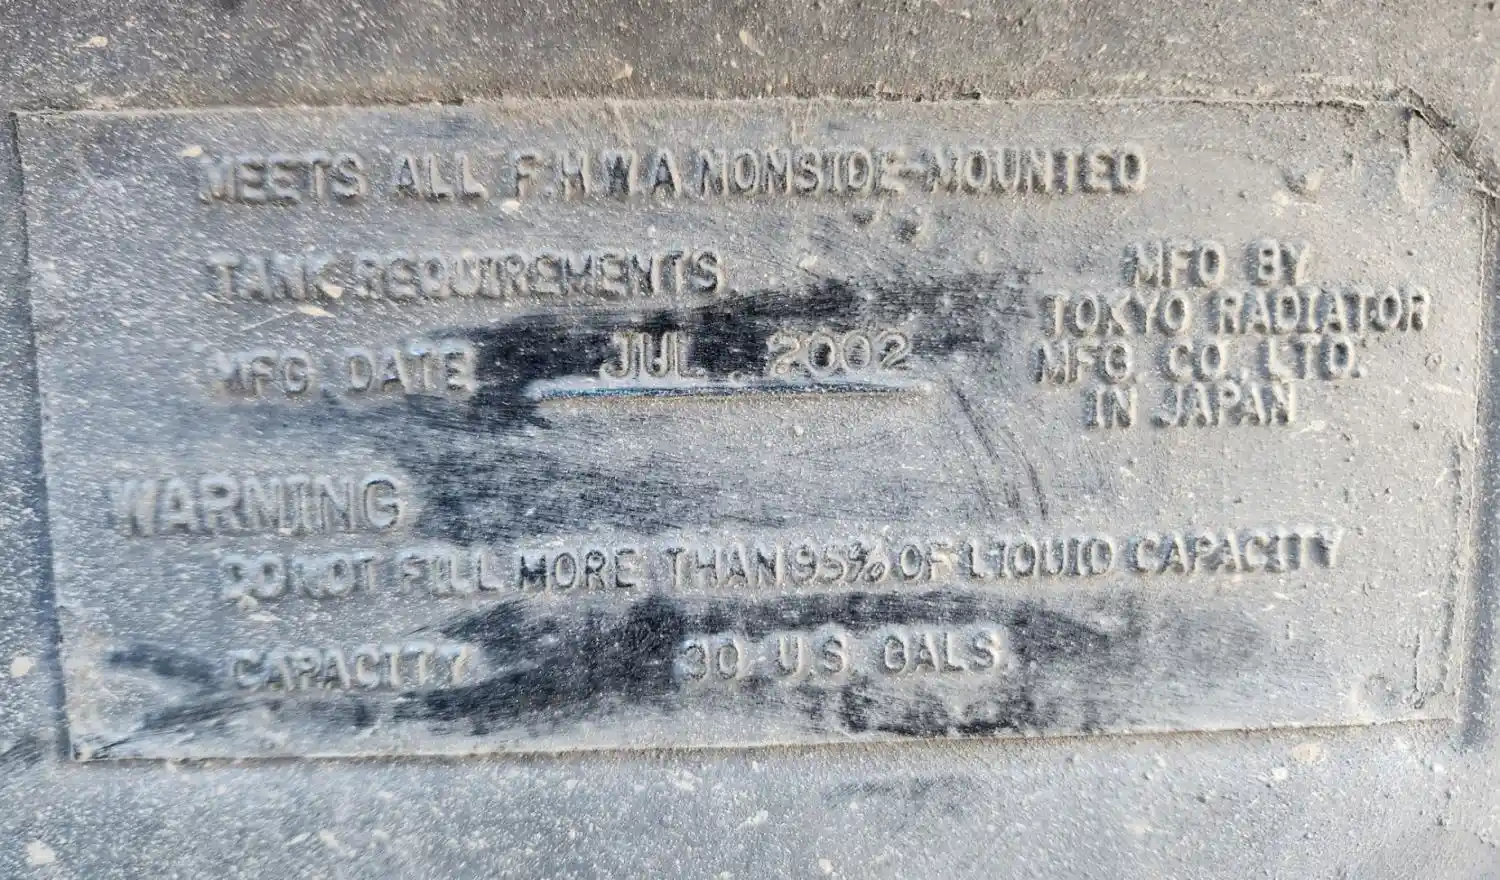 MEETS ALL F.H.W.A. NONSIDE-MOUNTED
TANK REQUIREMENTS.
MFG. DATE JUL. 2002
MFD BY
TOKYO RADIATOR
MFG. CO., LTD.
IN JAPAN
WARNING
DO NOT FILL MORE THAN 95% OF LIQUID CAPACITY
CAPACITY 30 U.S. GALS.